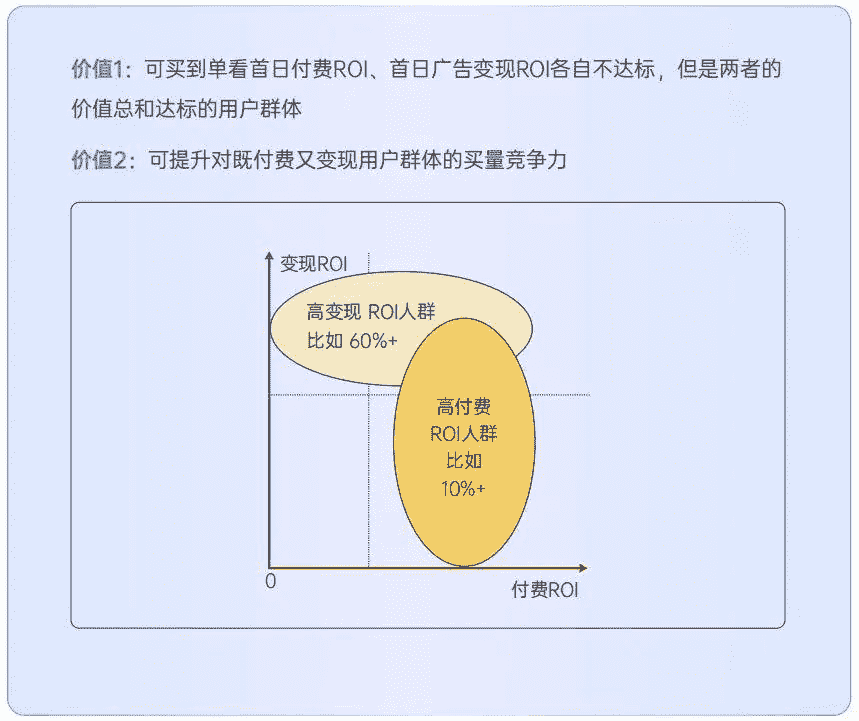 价值1：可买到单看首日付费ROI、首日广告变现ROI各自不达标，但是两者的
价值总和达标的用户群体
价值2：可提升对既付费又变现用户群体的买量竞争力
变现ROI
高变现 ROI人群
比如 60%+
高付费
ROI人群
比如
10%+
0
付费ROI